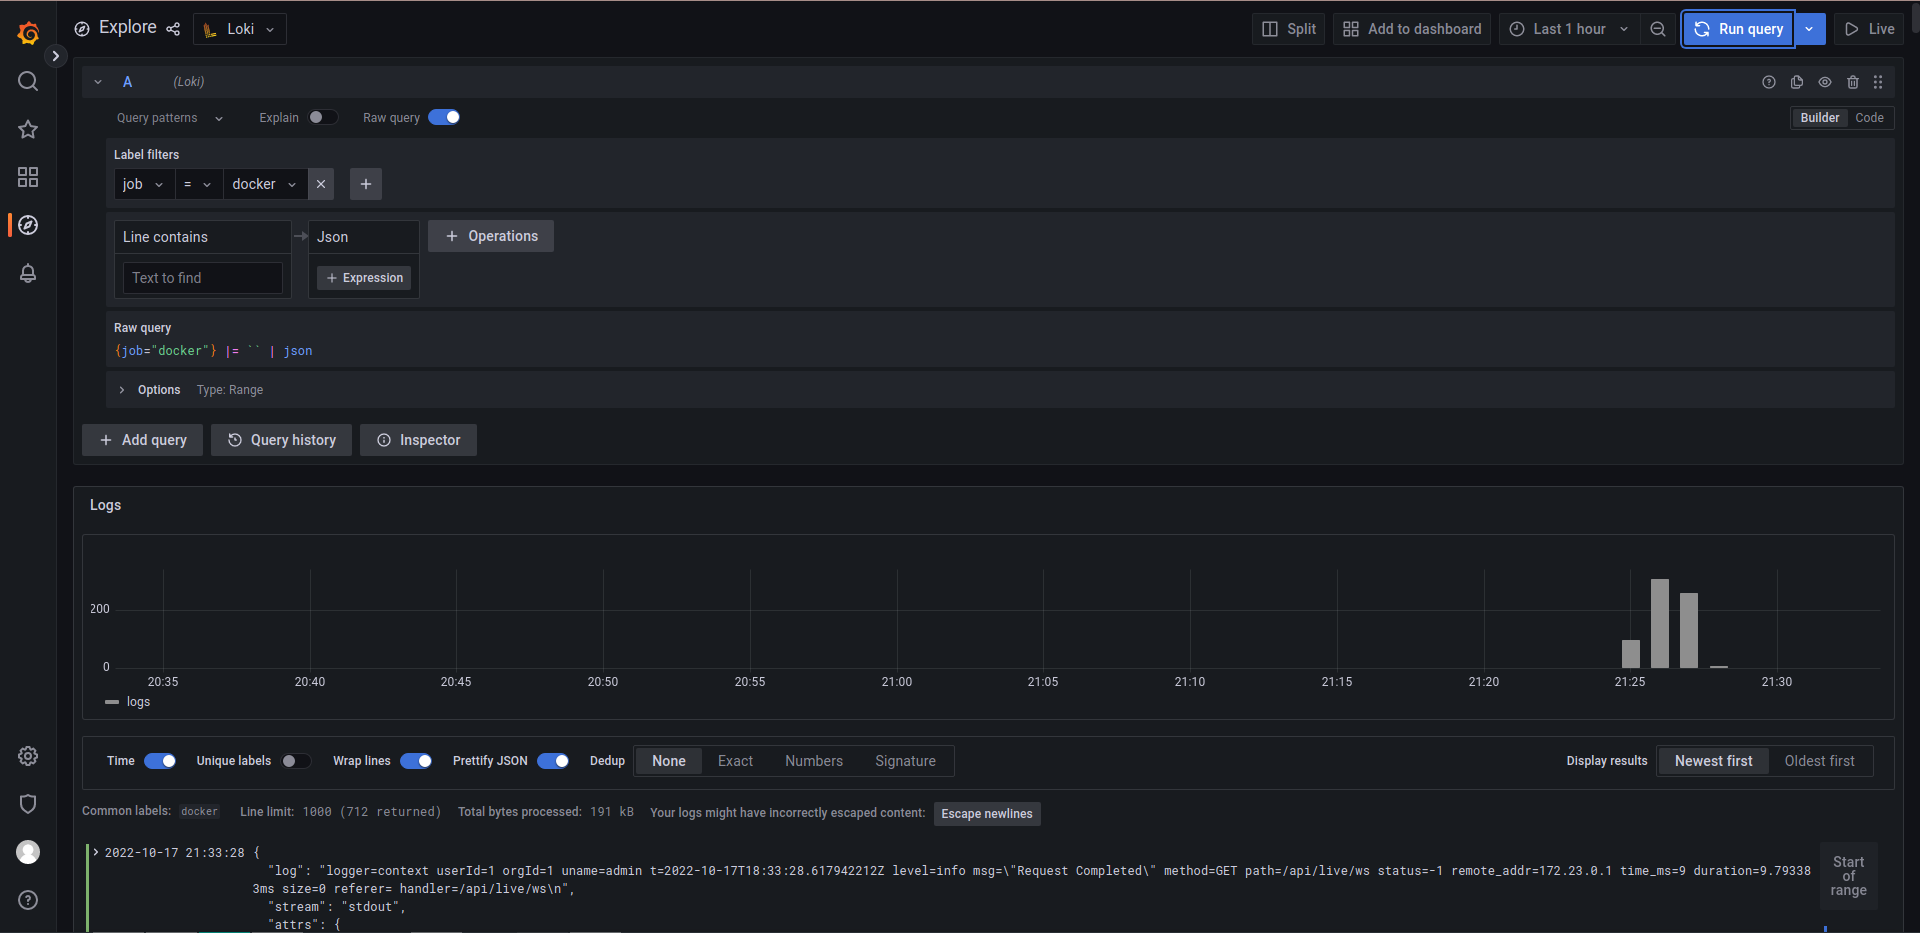 Explore
Loki
Split
Add to dashboard
Last 1 hour
Run query
Live
A
(Loki)
Query patterns
Explain
Raw query
Builder
Code
Label filters
job
=
docker
Line contains
Json
Operations
Text to find
Expression
Raw query
{job="docker"} |= `` | json
Options
Type: Range
Add query
Query history
Inspector
Logs
200
0
20:35
20:40
20:45
20:50
20:55
21:00
21:05
21:10
21:15
21:20
21:25
21:30
logs
Time
Unique labels
Wrap lines
Prettify JSON
Dedup
None
Exact
Numbers
Signature
Display results
Newest first
Oldest first
Common labels: docker
Line limit: 1000 (712 returned)
Total bytes processed: 191 kB
Your logs might have incorrectly escaped content:
Escape newlines
2022-10-17 21:33:28 {
"log": "logger=context userId=1 orgId=1 uname=admin t=2022-10-17T18:33:28.617942212Z level=info msg=\"Request Completed\" method=GET path=/api/live/ws status=-1 remote_addr=172.23.0.1 time_ms=9 duration=9.79338
3ms size=0 referer= handler=/api/live/ws\n",
"stream": "stdout",
"attrs": {
Start
of
range